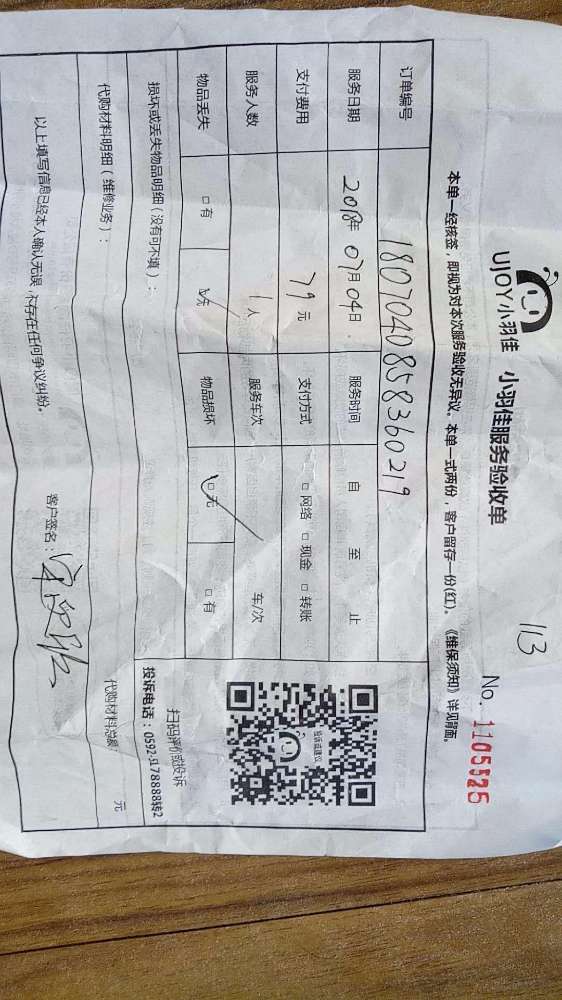 113
UJOY小羽佳 小羽佳服务验收单 No. 1105526
本单一经核签，即视为对本次服务验收无异议。本单一式两份，客户留存一份(红)。《维保须知》详见背面。
订单编号 1807040858360219
服务日期 2018年 07月 04日 服务时间 自 至 止
支付费用 79元 支付方式 □网络 □现金 □转账
服务人数 1人 服务车次 车/次
物品丢失 □有 □无 物品损坏 □无 □有
投诉或建议
扫码评价或投诉
投诉电话：0592-5178888转2
损坏或丢失物品明细（没有可不填）：
代购材料明细（维修业务）： 代购材料总额： 元
以上填写信息已经本人确认无误 不存在任何争议纠纷。 客户签名：